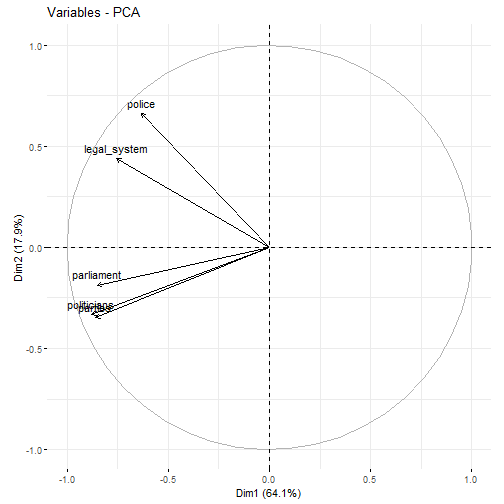 Variables - PCA
1.0
police
0.5
legal_system
0.0
parliament
politicians
parties
-0.5
-1.0
-1.0
-0.5
0.0
0.5
1.0
Dim2 (17.9%)
Dim1 (64.1%)